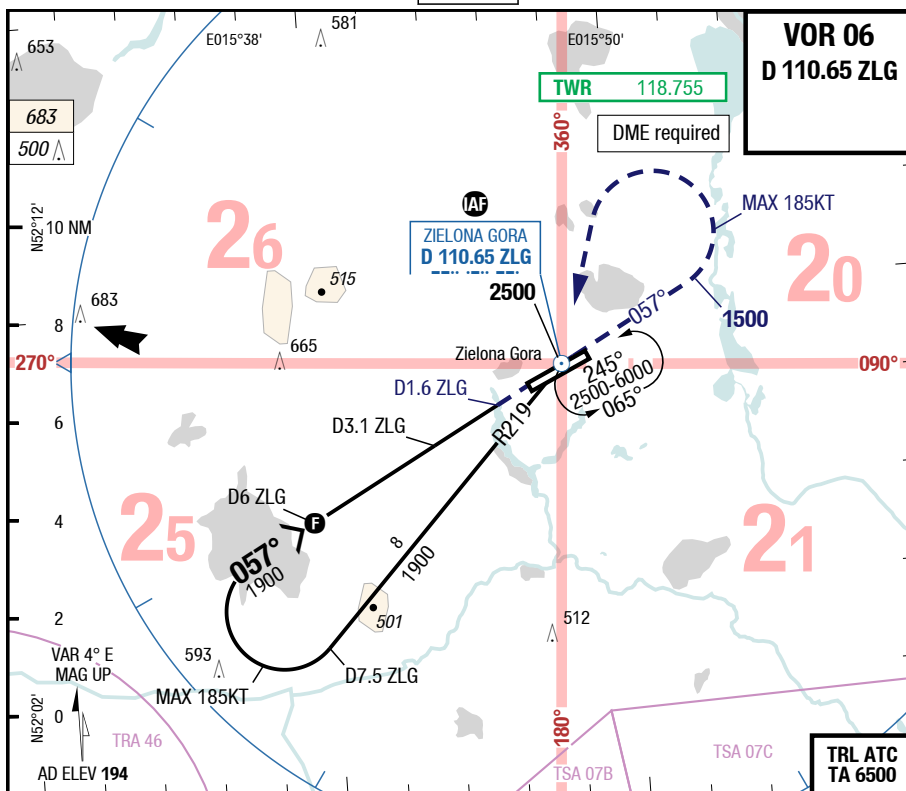 653
E015°38'
581
E015°50'
VOR 06
D 110.65 ZLG
TWR 118.755
683
500
360°
DME required
N52°12'
10 NM
26
IAF
ZIELONA GORA
D 110.65 ZLG
MAX 185KT
20
515
2500
057°
1500
683
8
665
Zielona Gora
270°
090°
245°
2500-6000
065°
D1.6 ZLG
6
R219
D3.1 ZLG
D6 ZLG
F
4
25
8
1900
21
057°
1900
2
501
512
593
D7.5 ZLG
VAR 4° E
MAG UP
MAX 185KT
N52°02'
0
180°
TRA 46
TSA 07C
TSA 07B
AD ELEV 194
TRL ATC
TA 6500